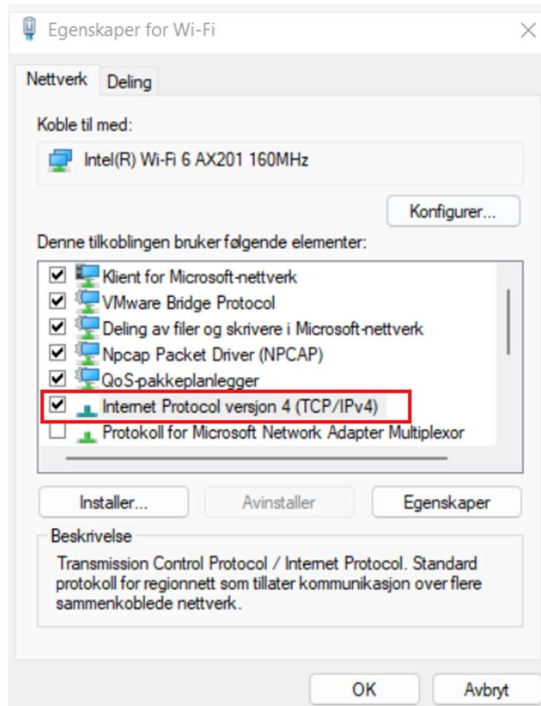 Egenskaper for Wi-Fi
Nettverk Deling
Koble til med:
Intel(R) Wi-Fi 6 AX201 160MHz
Konfigurer...
Denne tilkoblingen bruker følgende elementer:
Klient for Microsoft-nettverk
VMware Bridge Protocol
Deling av filer og skrivere i Microsoft-nettverk
Npcap Packet Driver (NPCAP)
QoS-pakkeplanlegger
Internet Protocol versjon 4 (TCP/IPv4)
Protokoll for Microsoft Network Adapter Multiplexor
Installer... Avinstaller Egenskaper
Beskrivelse
Transmission Control Protocol / Internet Protocol. Standard
protokoll for regionnett som tillater kommunikasjon over flere
sammenkoblede nettverk.
OK Avbryt